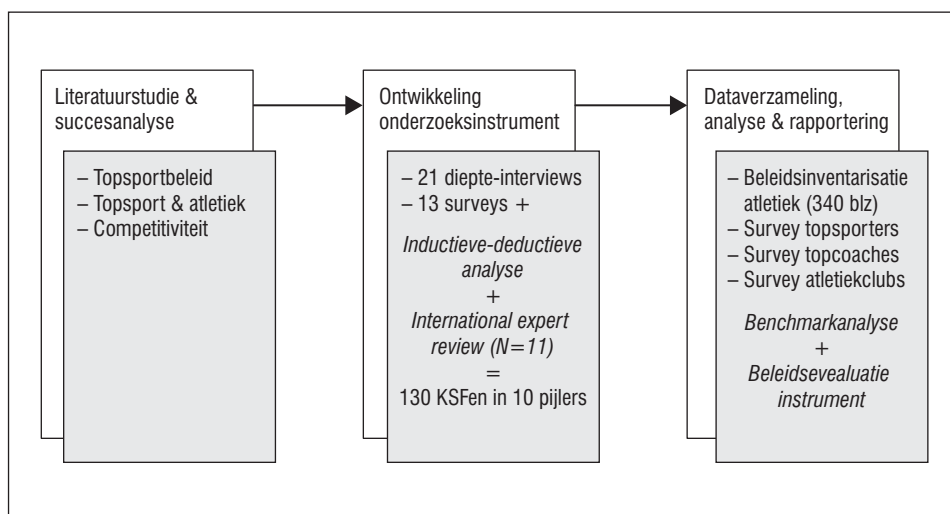 Literatuurstudie &
succesanalyse
– Topsportbeleid
– Topsport & atletiek
– Competitiviteit
Ontwikkeling
onderzoeksinstrument
– 21 diepte-interviews
– 13 surveys +
Inductieve-deductieve
analyse
+
International expert
review (N=11)
=
130 KSFen in 10 pijlers
Dataverzameling,
analyse & rapportering
– Beleidsinventarisatie
atletiek (340 blz)
– Survey topsporters
– Survey topcoaches
– Survey atletiekclubs
Benchmarkanalyse
+
Beleidsevealuatie
instrument